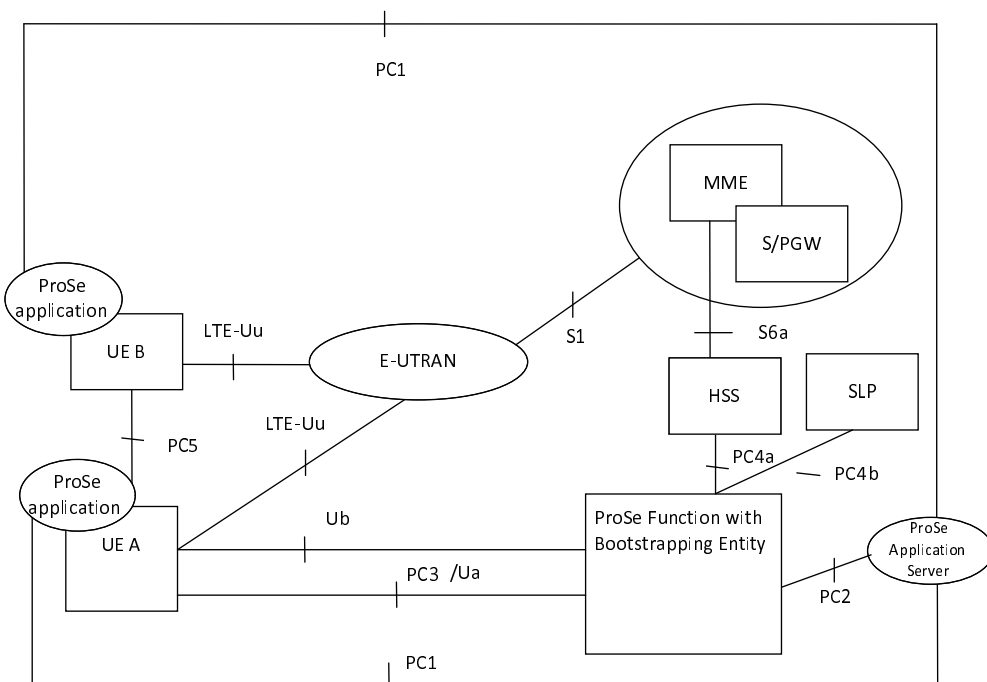 PC1
MME
S/PGW
ProSe
application
LTE-Uu
UE B
E-UTRAN
S1
S6a
HSS
SLP
LTE-Uu
PC5
PC4a
PC4b
ProSe
application
UE A
Ub
ProSe Function with
Bootstrapping Entity
ProSe
Application
Server
PC3 /Ua
PC2
PC1